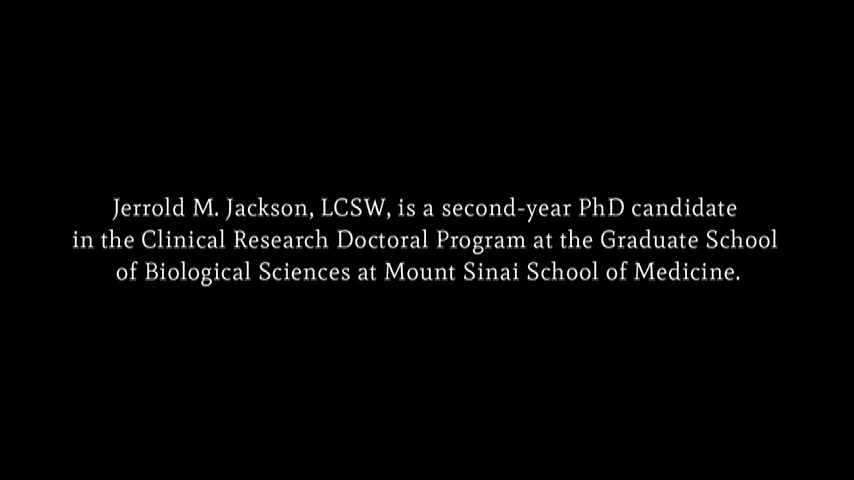 Jerrold M. Jackson, LCSW, is a second-year PhD candidate
in the Clinical Research Doctoral Program at the Graduate School
of Biological Sciences at Mount Sinai School of Medicine.